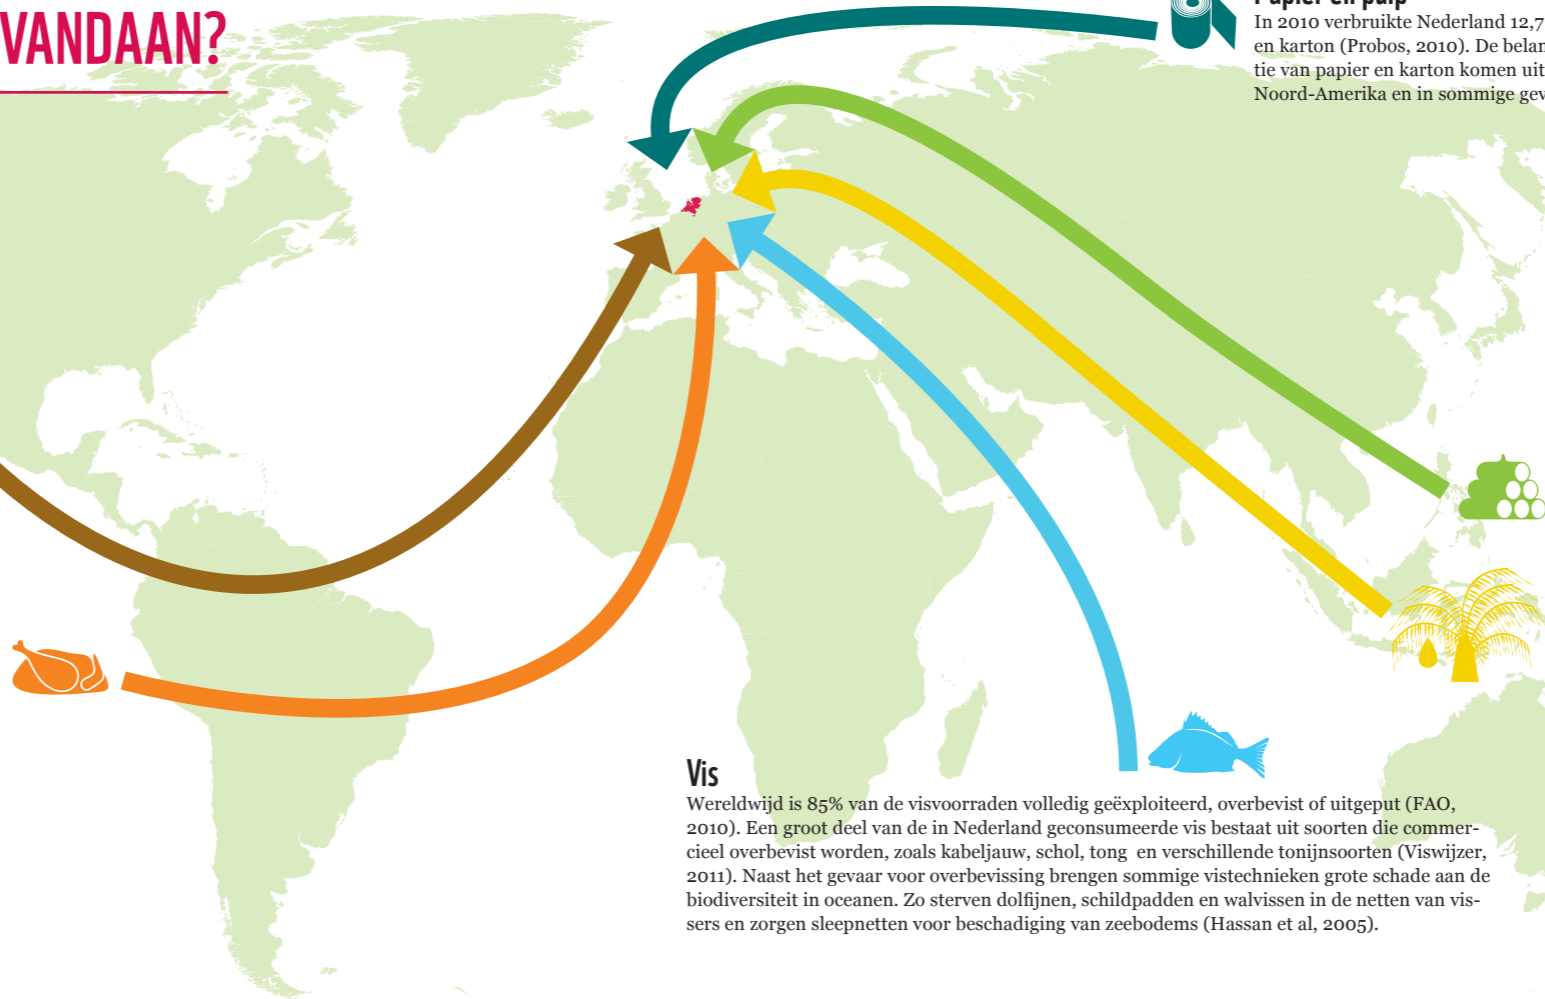 VANDAAN?
Papier en pulp
In 2010 verbruikte Nederland 12,7
en karton (Probos, 2010). De belan
tie van papier en karton komen uit
Noord-Amerika en in sommige gev
Vis
Wereldwijd is 85% van de visvoorraden volledig geëxploiteerd, overbevist of uitgeput (FAO,
2010). Een groot deel van de in Nederland geconsumeerde vis bestaat uit soorten die commer-
cieel overbevist worden, zoals kabeljauw, schol, tong en verschillende tonijnsoorten (Viswijzer,
2011). Naast het gevaar voor overbevissing brengen sommige vistechnieken grote schade aan de
biodiversiteit in oceanen. Zo sterven dolfijnen, schildpadden en walvissen in de netten van vis-
sers en zorgen sleepnetten voor beschadiging van zeebodems (Hassan et al, 2005).